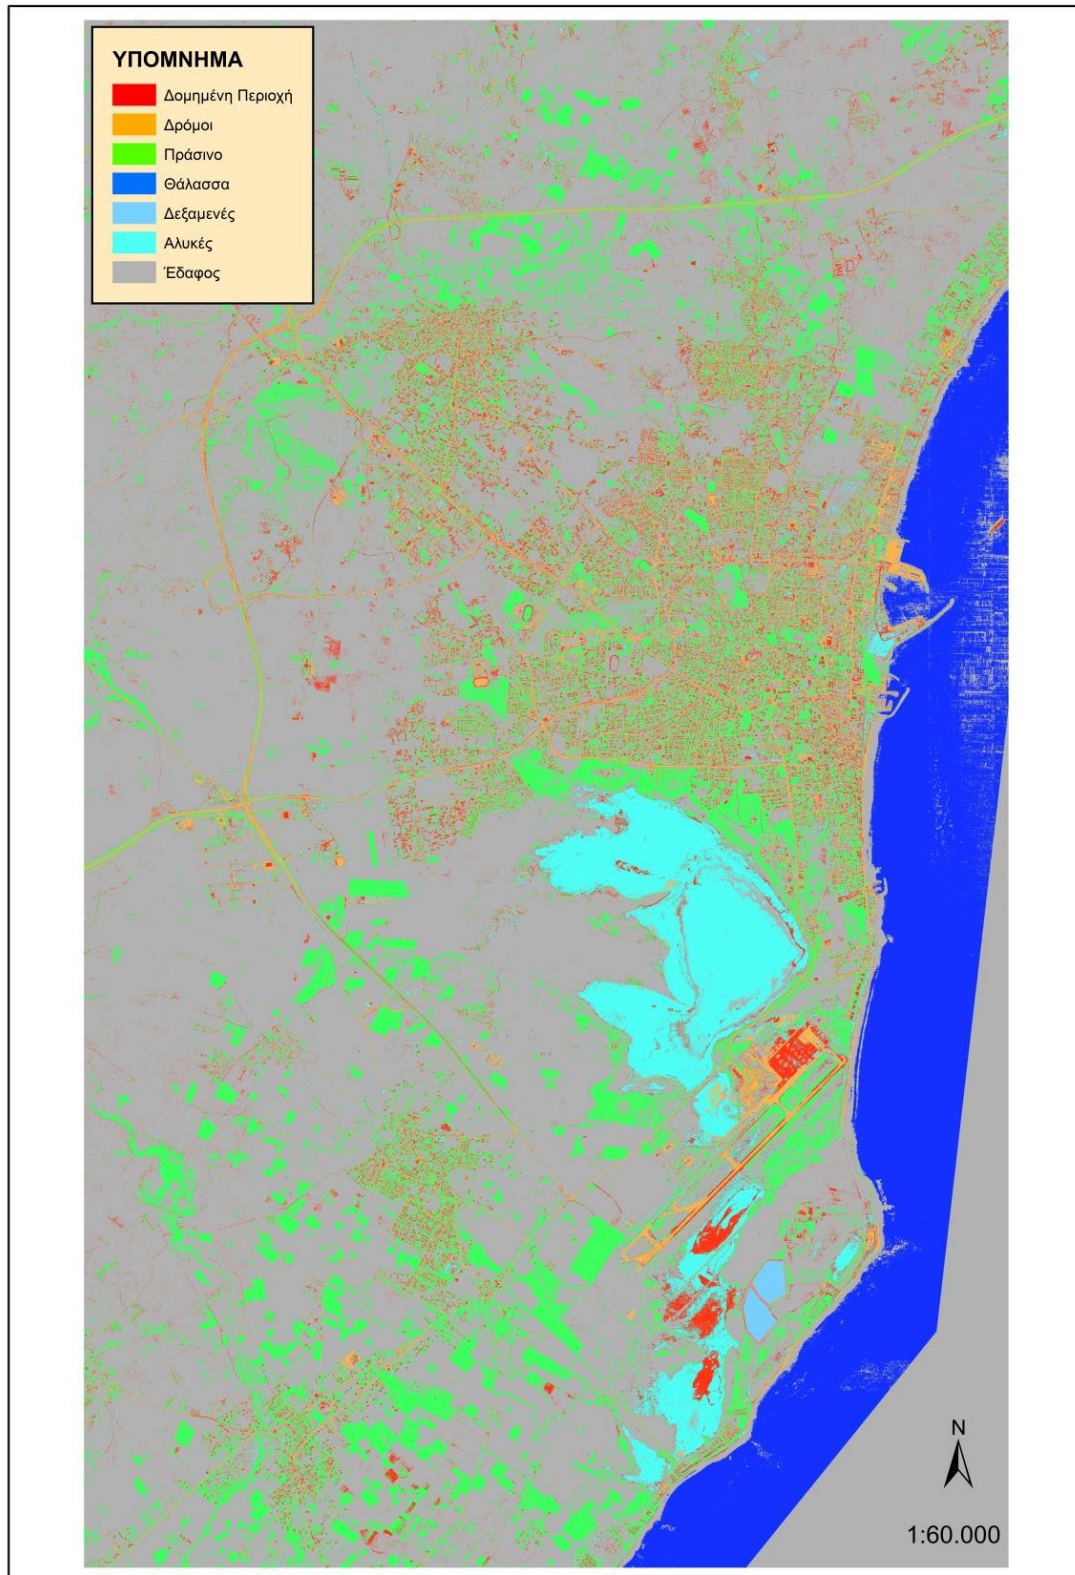 ΥΠΟΜΝΗΜΑ
Δομημένη Περιοχή
Δρόμοι
Πράσινο
Θάλασσα
Δεξαμενές
Αλυκές
Έδαφος
N
1:60.000